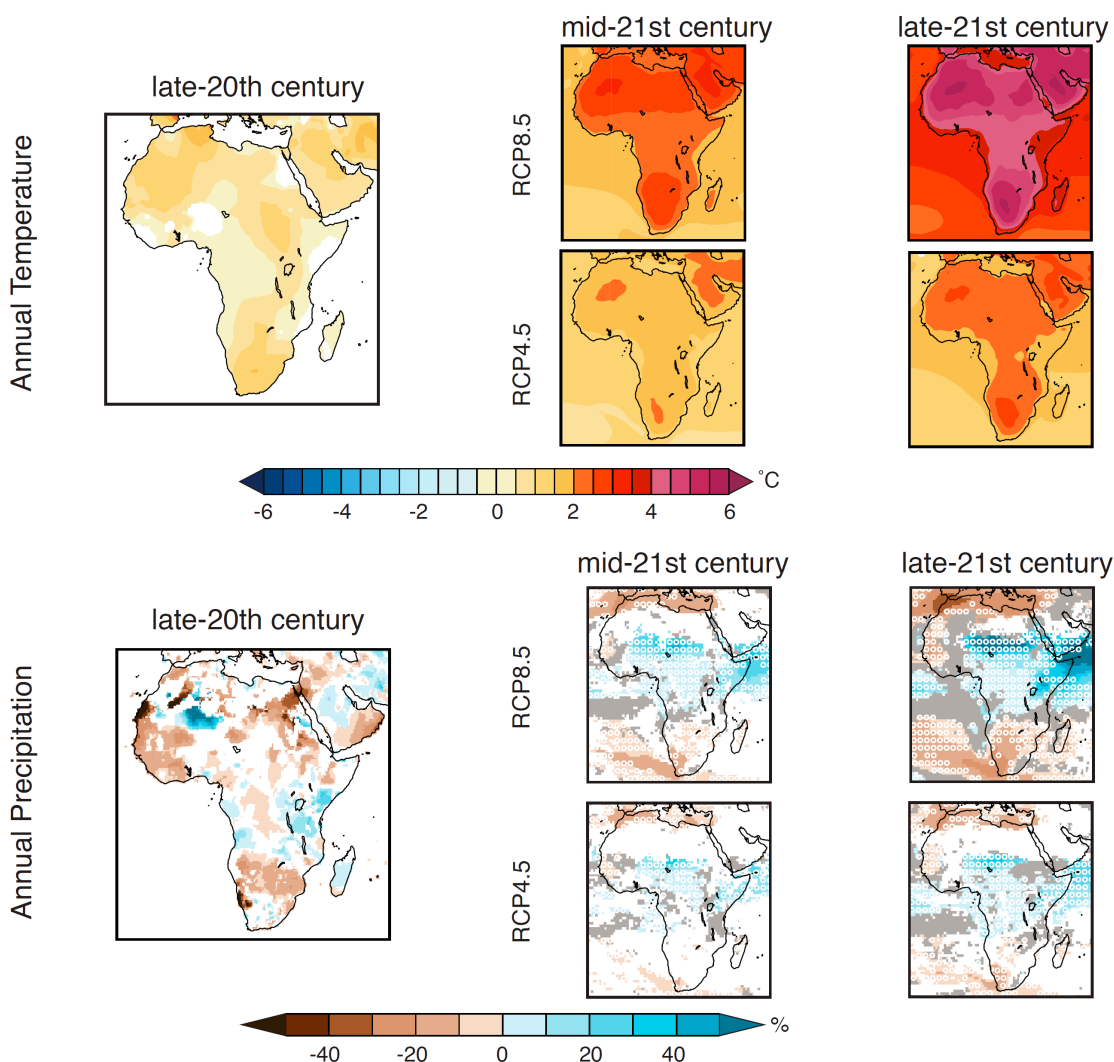 mid-21st century
late-21st century
late-20th century
Annual Temperature
RCP8.5
RCP4.5
°C
-6 -4 -2 0 2 4 6
mid-21st century
late-21st century
late-20th century
Annual Precipitation
RCP8.5
RCP4.5
%
-40 -20 0 20 40